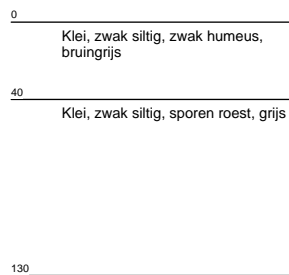 0
Klei, zwak siltig, zwak humeus,
bruingrijs
40
Klei, zwak siltig, sporen roest, grijs
130